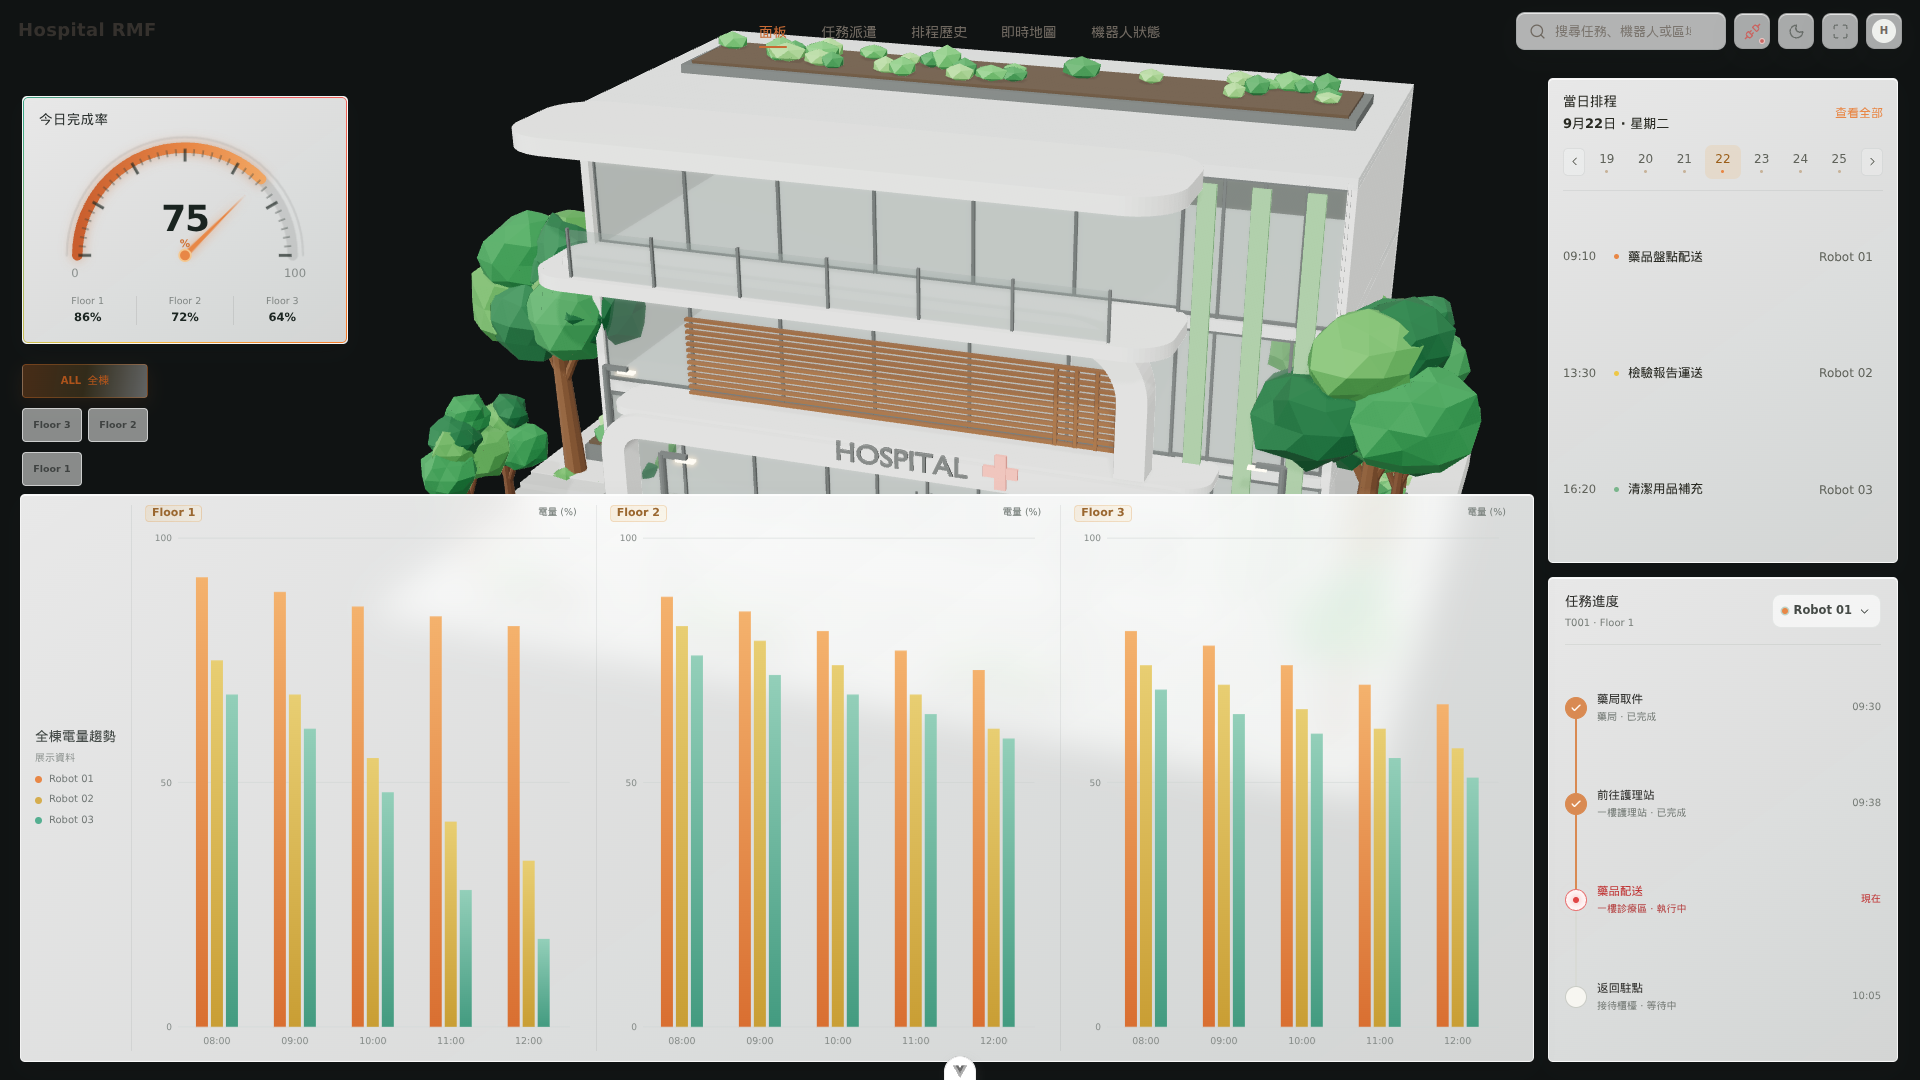 Hospital RMF
面板
任務派遣
排程歷史
即時地圖
機器人狀態
搜尋任務、機器人或區
H
今日完成率
75
%
0
100
Floor 1
86%
Floor 2
72%
Floor 3
64%
ALL 全棟
Floor 3
Floor 2
Floor 1
HOSPITAL
當日排程
9月22日・星期二
查看全部
19
20
21
22
23
24
25
09:10
藥品盤點配送
Robot 01
13:30
檢驗報告運送
Robot 02
16:20
清潔用品補充
Robot 03
全棟電量趨勢
展示資料
Robot 01
Robot 02
Robot 03
Floor 1
電量 (%)
100
50
0
08:00
09:00
10:00
11:00
12:00
Floor 2
電量 (%)
100
50
0
08:00
09:00
10:00
11:00
12:00
Floor 3
電量 (%)
100
50
0
08:00
09:00
10:00
11:00
12:00
任務進度
T001 · Floor 1
Robot 01
藥局取件
藥局 · 已完成
09:30
前往護理站
一樓護理站 · 已完成
09:38
藥品配送
一樓診療區 · 執行中
現在
返回駐點
接待櫃檯 · 等待中
10:05